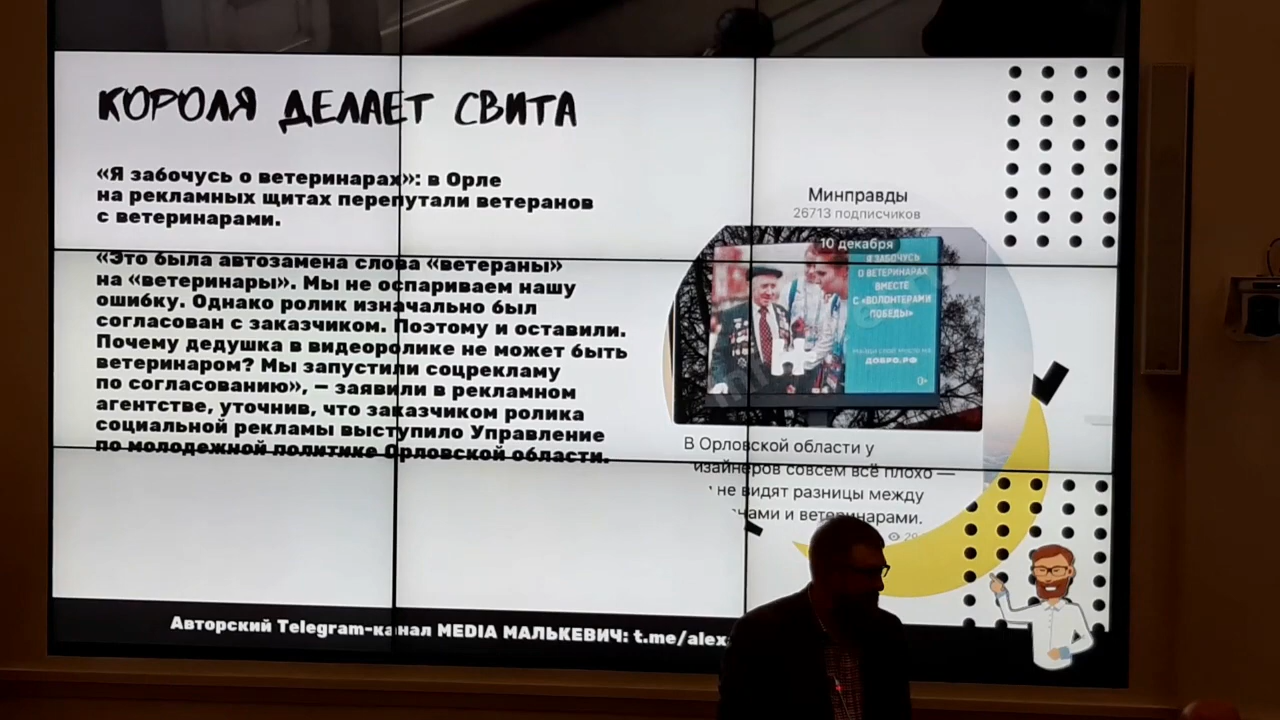 КОРОЛЯ ДЕЛАЕТ СВИТА
«Я забочусь о ветеринарах»: в Орле
на рекламных щитах перепутали ветеранов
с ветеринарами.
«Это была автозамена слова «ветераны»
на «ветеринары». Мы не оспариваем нашу
ошибку. Однако ролик изначально был
согласован с заказчиком. Поэтому и оставили.
Почему дедушка в видеоролике не может быть
ветеринаром? Мы запустили соцрекламу
по согласованию», – заявили в рекламном
агентстве, уточнив, что заказчиком ролика
социальной рекламы выступило Управление
по молодежной политике Орловской области.
Минправды
26713 подписчиков
10 декабря
Я ЗАБОЧУСЬ
О ВЕТЕРИНАРАХ
ВМЕСТЕ
С «ВОЛОНТЕРАМИ
ПОБЕДЫ»
ДОБРО.РФ
0+
В Орловской области у
изайнеров совсем всё плохо —
не видят разницы между
нами и ветеринарами.
Авторский Telegram-канал MEDIA МАЛЬКЕВИЧ: t.me/alex